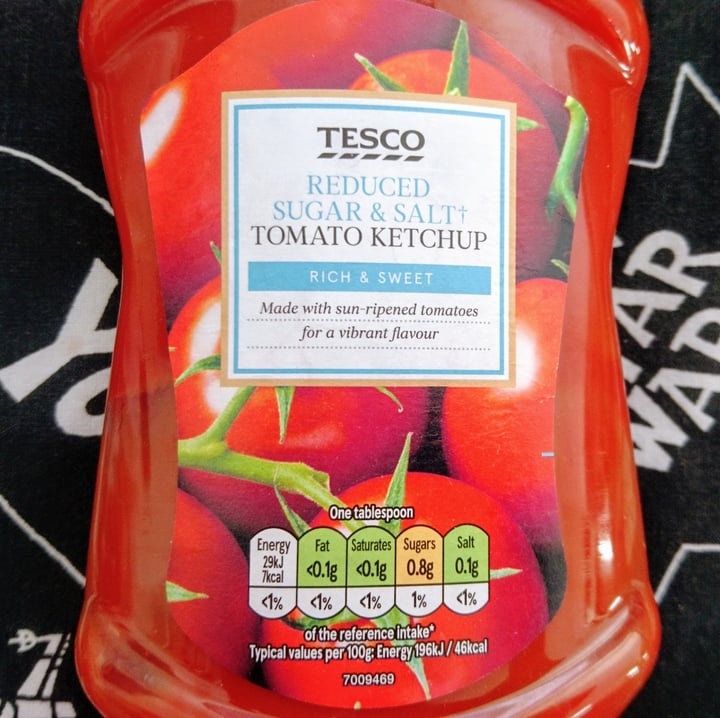 TESCO
REDUCED
SUGAR & SALT†
TOMATO KETCHUP
RICH & SWEET
Made with sun-ripened tomatoes
for a vibrant flavour
One tablespoon
Energy
29kJ
7kcal
<1%
Fat
<0.1g
<1%
Saturates
<0.1g
<1%
Sugars
0.8g
1%
Salt
0.1g
<1%
of the reference intake*
Typical values per 100g: Energy 196kJ / 46kcal
7009469